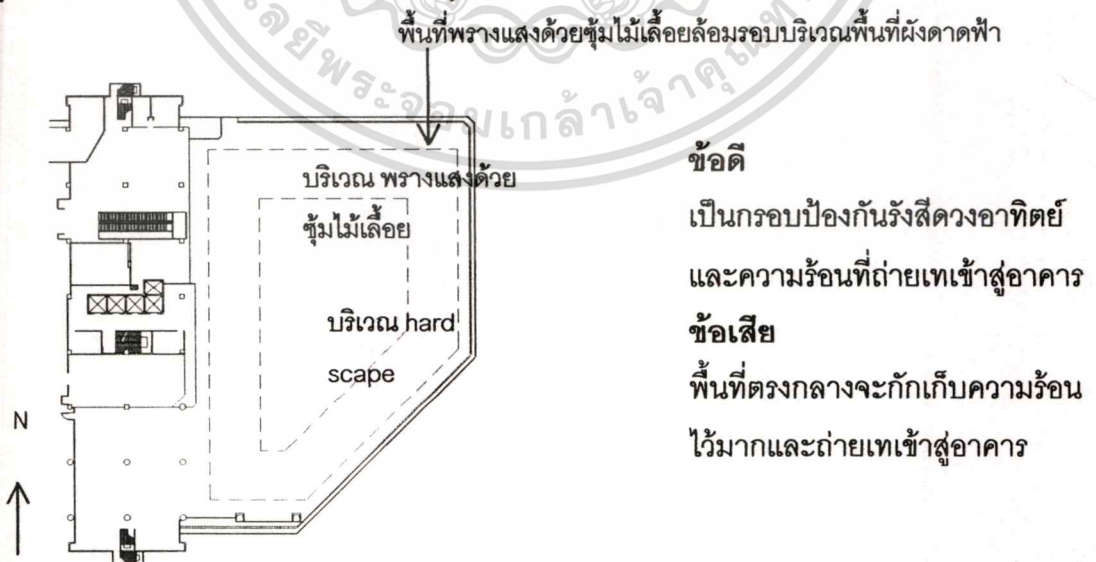 พื้นที่พรางแสงด้วยซุ้มไม้เลื้อยล้อมรอบบริเวณพื้นที่ผังดาดฟ้า
บริเวณ พรางแสงด้วย
ซุ้มไม้เลื้อย
บริเวณ hard
scape
N
ข้อดี
เป็นกรอบป้องกันรังสีดวงอาทิตย์
และความร้อนที่ถ่ายเทเข้าสู่อาคาร
ข้อเสีย
พื้นที่ตรงกลางจะกักเก็บความร้อน
ไว้มากและถ่ายเทเข้าสู่อาคาร